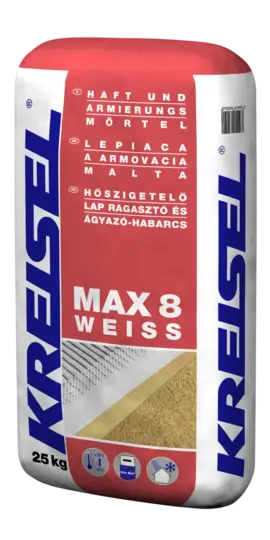 HAFT UND
ARMIERUNGS
MÖRTEL
LEPIACA
A ARMOVACIA
MALTA
HŐSZIGETELŐ
LAP RAGASZTÓ ÉS
ÁGYAZÓ-HABARCS
KREISEL®
KREISEL®
MAX 8
WEISS
25 kg